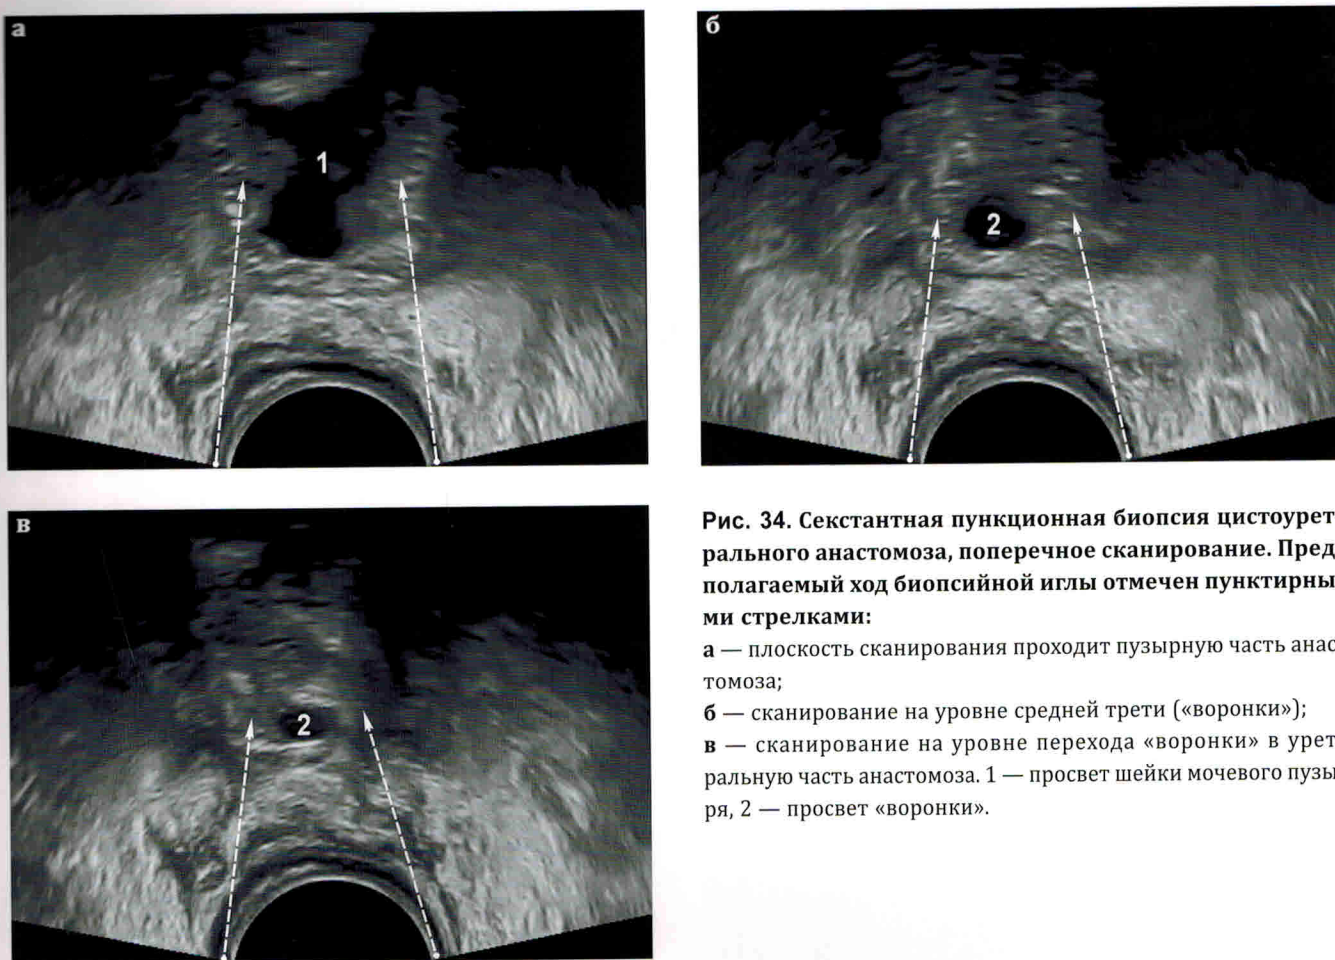 а
б
1
2
в
2
Рис. 34. Секстантная пункционная биопсия цистоурет
рального анастомоза, поперечное сканирование. Пред
полагаемый ход биопсийной иглы отмечен пунктирны
ми стрелками:
а — плоскость сканирования проходит пузырную часть анас
томоза;
б — сканирование на уровне средней трети («воронки»);
в — сканирование на уровне перехода «воронки» в урет
ральную часть анастомоза. 1 — просвет шейки мочевого пузы
ря, 2 — просвет «воронки».